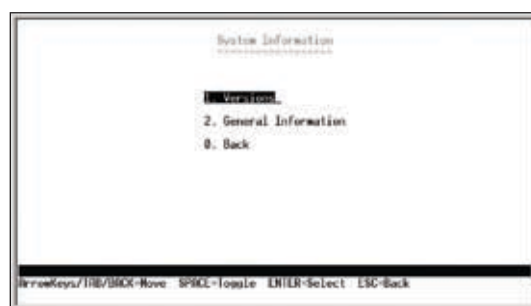 System Information
1. Versions
2. General Information
0. Back
ArrowKeys/TAB/BACK=Move SPACE=Toggle ENTER=Select ESC=Back